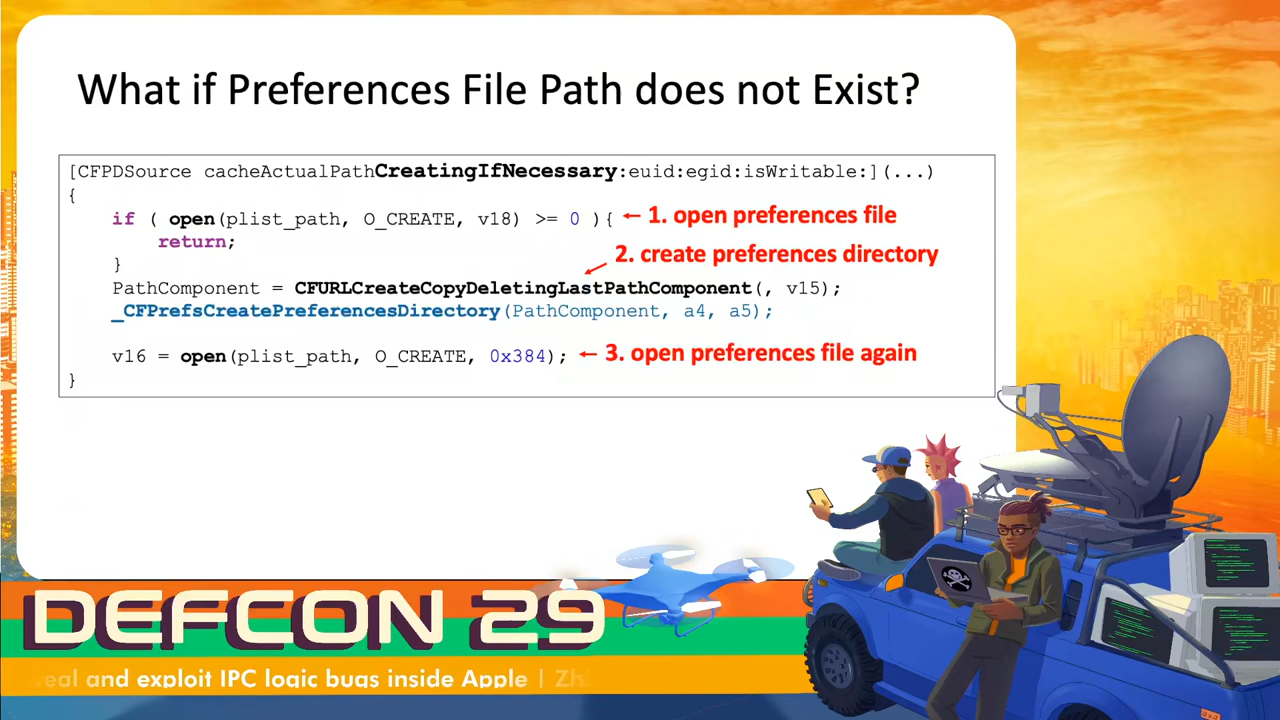 What if Preferences File Path does not Exist?
[CFPDSource cacheActualPathCreatingIfNecessary:euid:egid:isWritable:](...)
{
if ( open(plist_path, O_CREATE, v18) >= 0 ){ ← 1. open preferences file
return;
2. create preferences directory
}
PathComponent = CFURLCreateCopyDeletingLastPathComponent(, v15);
_CFPrefsCreatePreferencesDirectory(PathComponent, a4, a5);
v16 = open(plist_path, O_CREATE, 0x384); ← 3. open preferences file again
}
DEFCON 29
and exploit IPC logic bugs inside Apple |